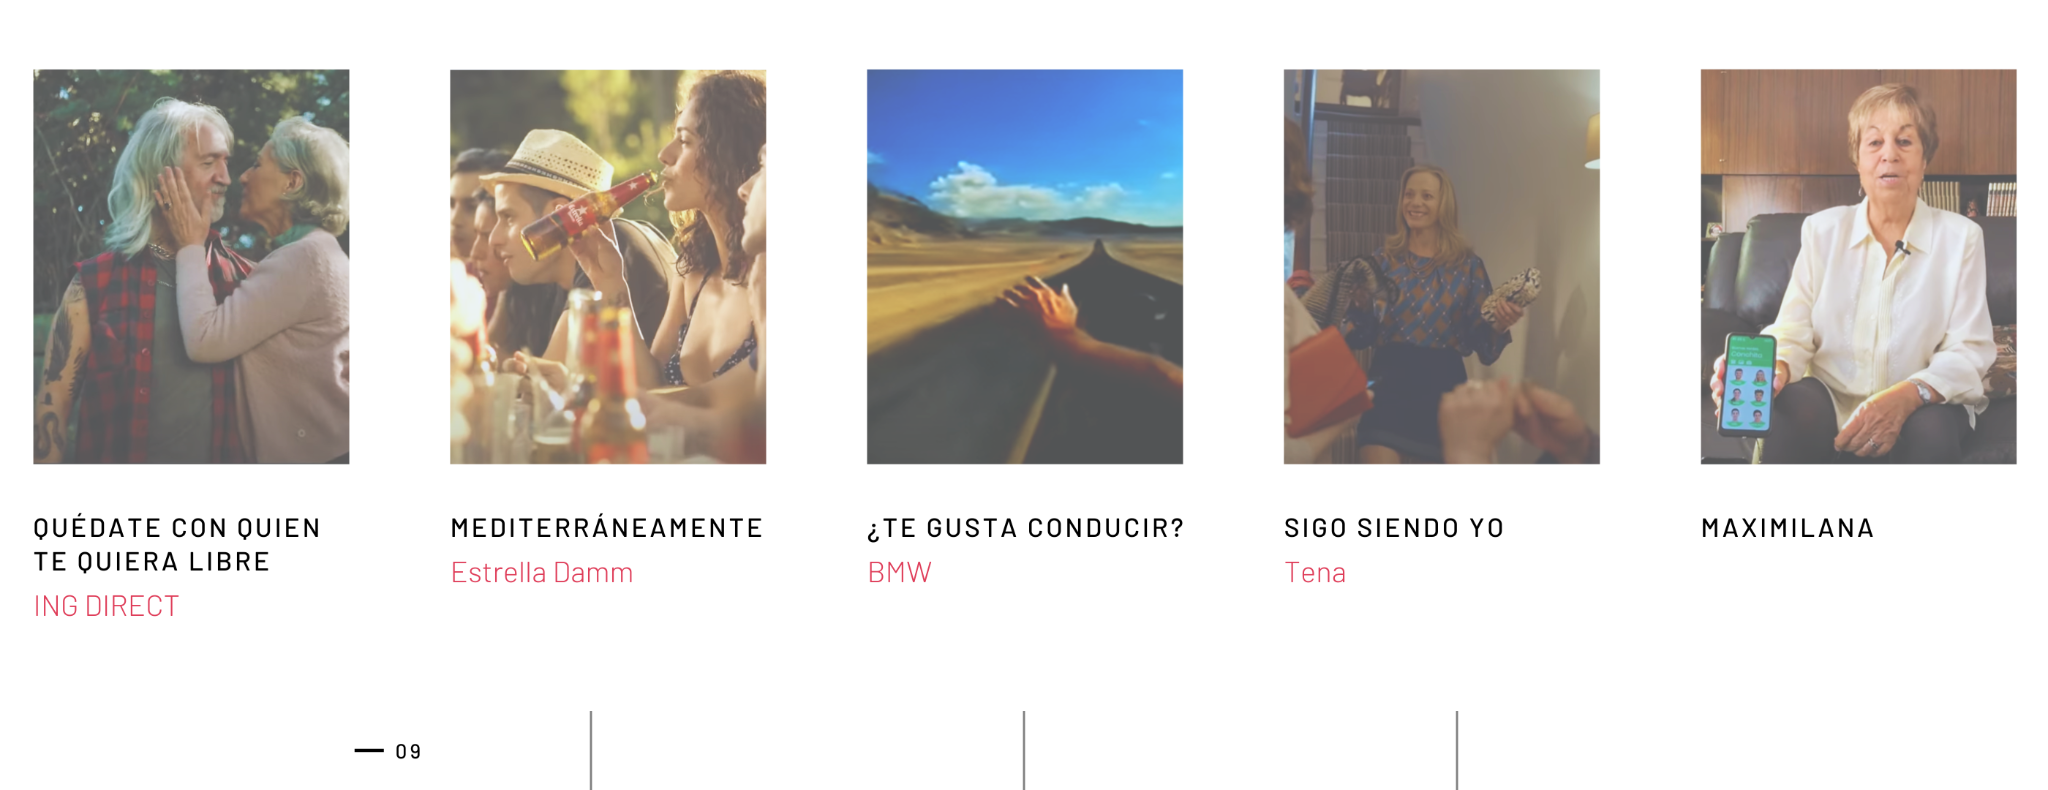 QUÉDATE CON QUIEN
TE QUIERA LIBRE
ING DIRECT
MEDITERRÁNEAMENTE
Estrella Damm
¿TE GUSTA CONDUCIR?
BMW
SIGO SIENDO YO
Tena
MAXIMILANA
09